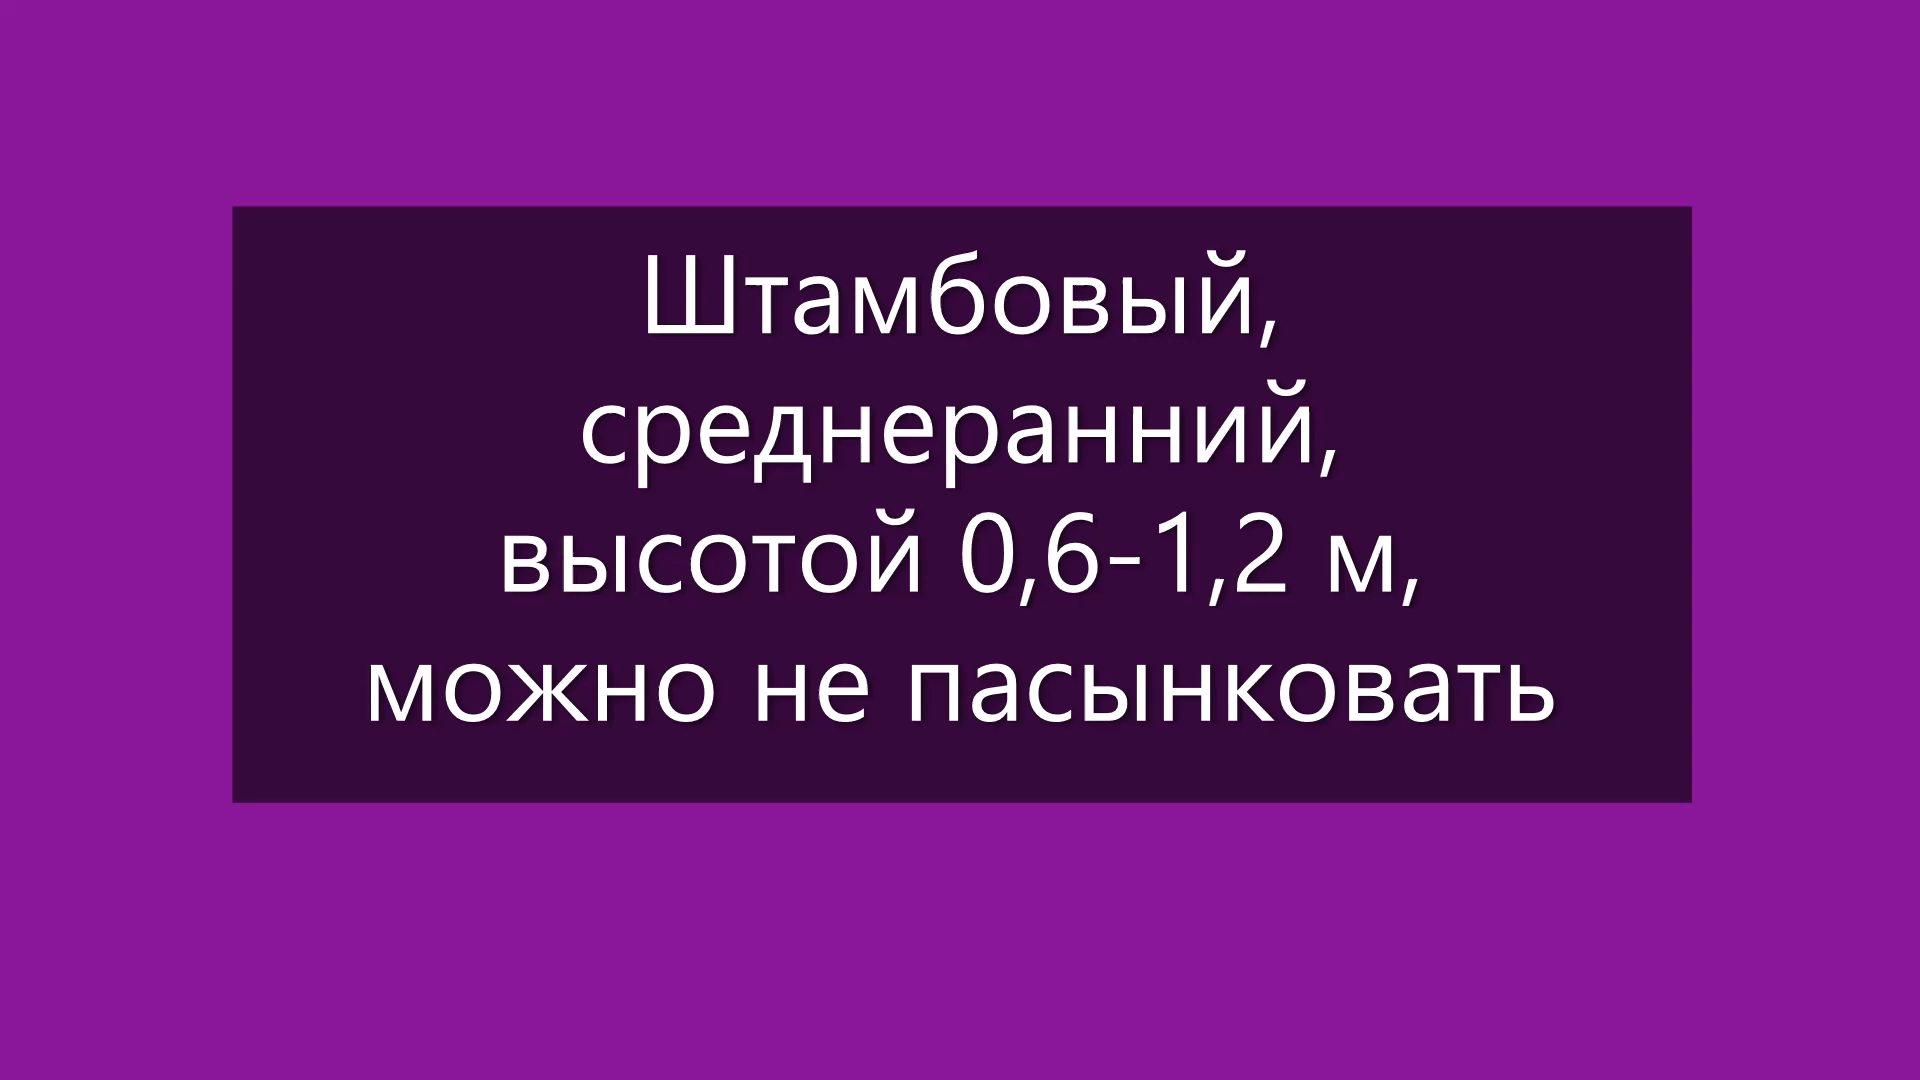 Штамбовый,
среднеранний,
высотой 0,6-1,2 м,
можно не пасынковать